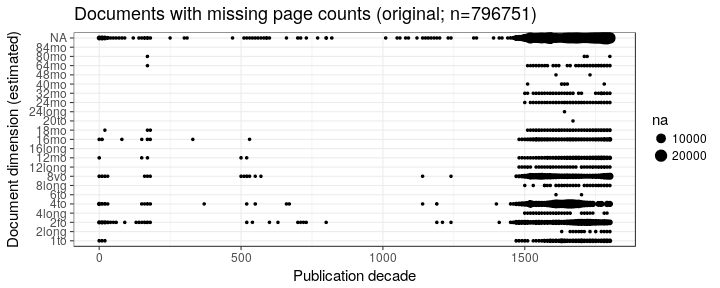 Documents with missing page counts (original; n=796751)
Document dimension (estimated)
NA
84mo
80mo
64mo
48mo
40mo
32mo
24mo
24long
20to
18mo
16mo
16long
12mo
12long
8vo
8long
6to
4to
4long
2fo
2long
1to
0
500
1000
1500
Publication decade
na
10000
20000